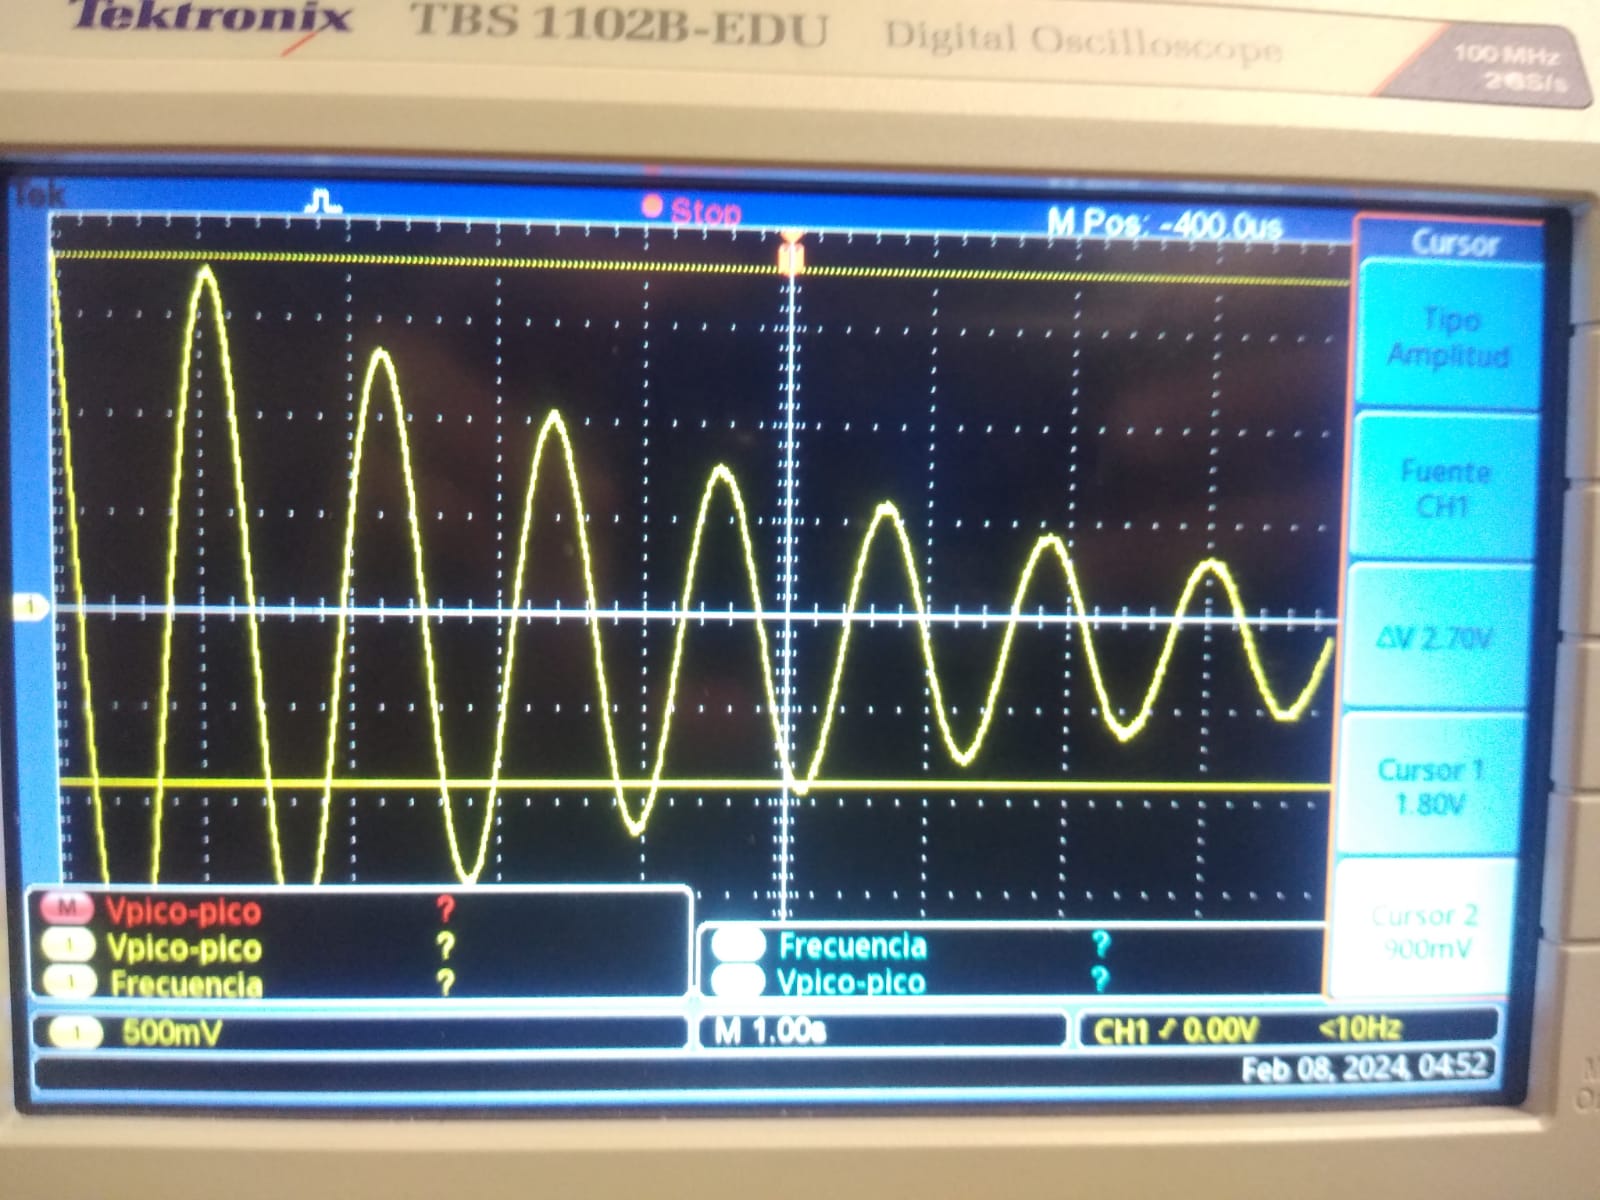 Tektronix TBS 1102B-EDU Digital Oscilloscope
100 MHz
2GS/s
Tek
Stop
M Pos: -400.0us
Cursor
Tipo
Amplitud
Fuente
CH1
ΔV 2.70V
Cursor 1
1.80V
Cursor 2
900mV
1
M Vpico-pico ?
1 Vpico-pico ?
1 Frecuencia ?
Frecuencia ?
Vpico-pico ?
1 500mV
M 1.00s
CH1 0.00V <10Hz
Feb 08, 2024, 04:52